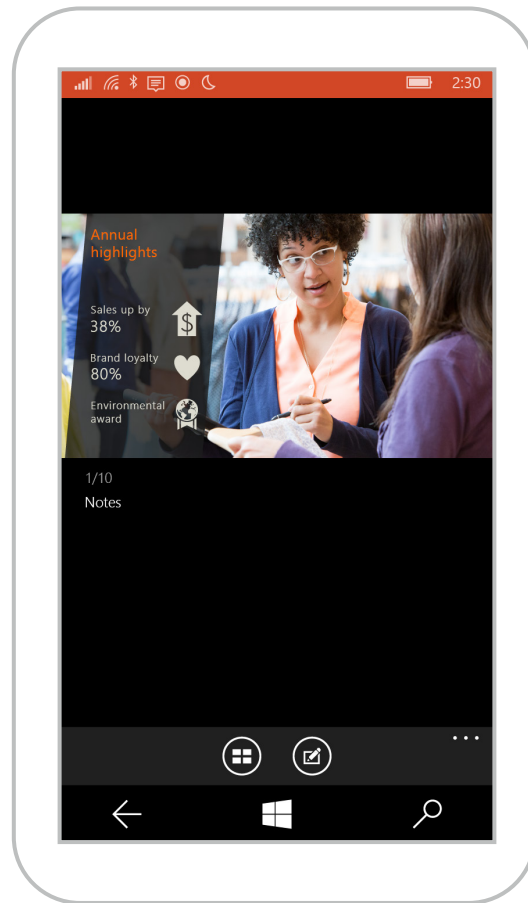 2:30
Annual
highlights
Sales up by
38%
$
Brand loyalty
80%
Environmental
award
1/10
Notes